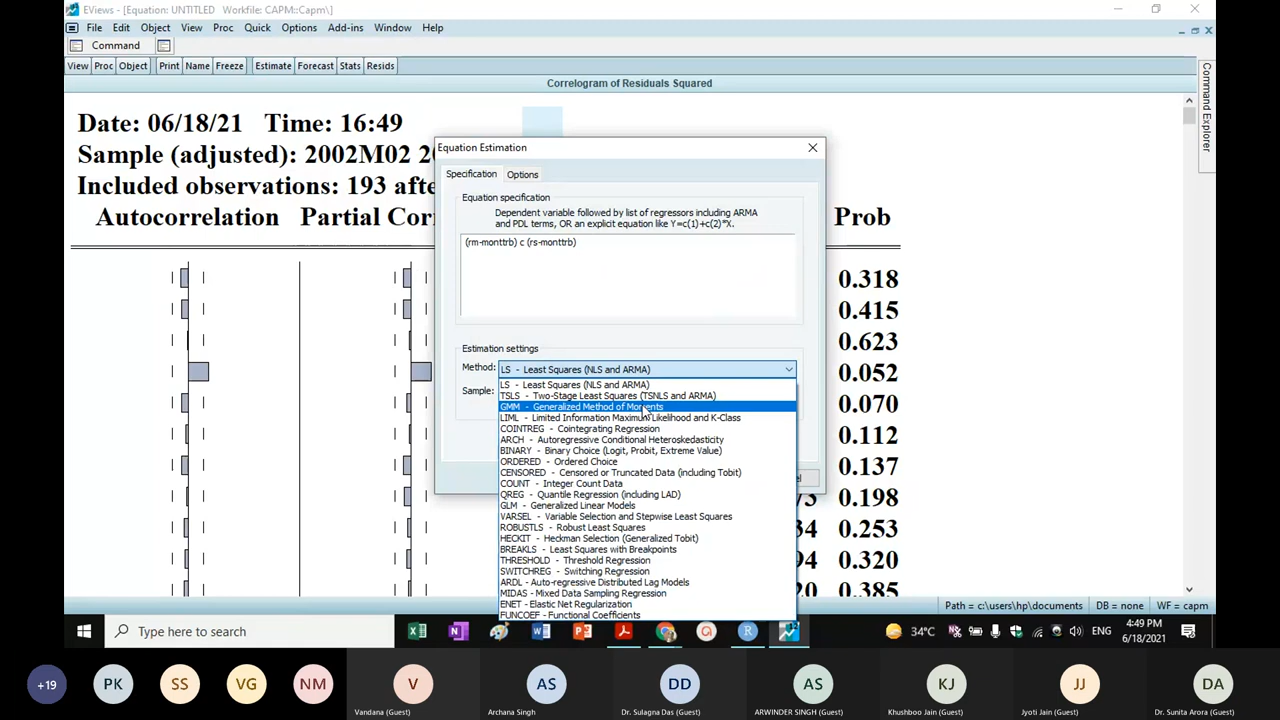 EViews - [Equation: UNTITLED Workfile: CAPM::Capm\]
File Edit Object View Proc Quick Options Add-ins Window Help
Command
View Proc Object Print Name Freeze Estimate Forecast Stats Resids
Correlogram of Residuals Squared
Command Explorer
Date: 06/18/21 Time: 16:49
Sample (adjusted): 2002M02
Included observations: 193
Autocorrelation Partial Prob
0.318
0.415
0.623
0.052
0.070
0.112
0.137
0.198
0.253
0.320
0.385
Equation Estimation
Specification Options
Equation specification
Dependent variable followed by list of regressors including ARMA
and PDL terms, OR an explicit equation like Y=c(1)+c(2)*X.
(rm-monttrb) c (rs-monttrb)
Estimation settings
Method: LS - Least Squares (NLS and ARMA)
Sample:
LS - Least Squares (NLS and ARMA)
TSLS - Two-Stage Least Squares (TSNLS and ARMA)
GMM - Generalized Method of Moments
LIML - Limited Information Maximum Likelihood and K-Class
COINTREG - Cointegrating Regression
ARCH - Autoregressive Conditional Heteroskedasticity
BINARY - Binary Choice (Logit, Probit, Extreme Value)
ORDERED - Ordered Choice
CENSORED - Censored or Truncated Data (including Tobit)
COUNT - Integer Count Data
QREG - Quantile Regression (including LAD)
GLM - Generalized Linear Models
VARSEL - Variable Selection and Stepwise Least Squares
ROBUSTLS - Robust Least Squares
HECKIT - Heckman Selection (Generalized Tobit)
BREAKLS - Least Squares with Breakpoints
THRESHOLD - Threshold Regression
SWITCHREG - Switching Regression
ARDL - Auto-regressive Distributed Lag Models
MIDAS - Mixed Data Sampling Regression
ENET - Elastic Net Regularization
FUNCOEF - Functional Coefficients
Path = c:\users\hp\documents DB = none WF = capm
Type here to search
34°C ENG 4:49 PM
6/18/2021
+19 PK SS VG NM V AS DD AS KJ JJ DA
Vandana (Guest) Archana Singh Dr. Sulagna Das (Guest) ARWINDER SINGH (Guest) Khushboo Jain (Guest) Jyoti Jain (Guest) Dr. Sunita Arora (Guest)